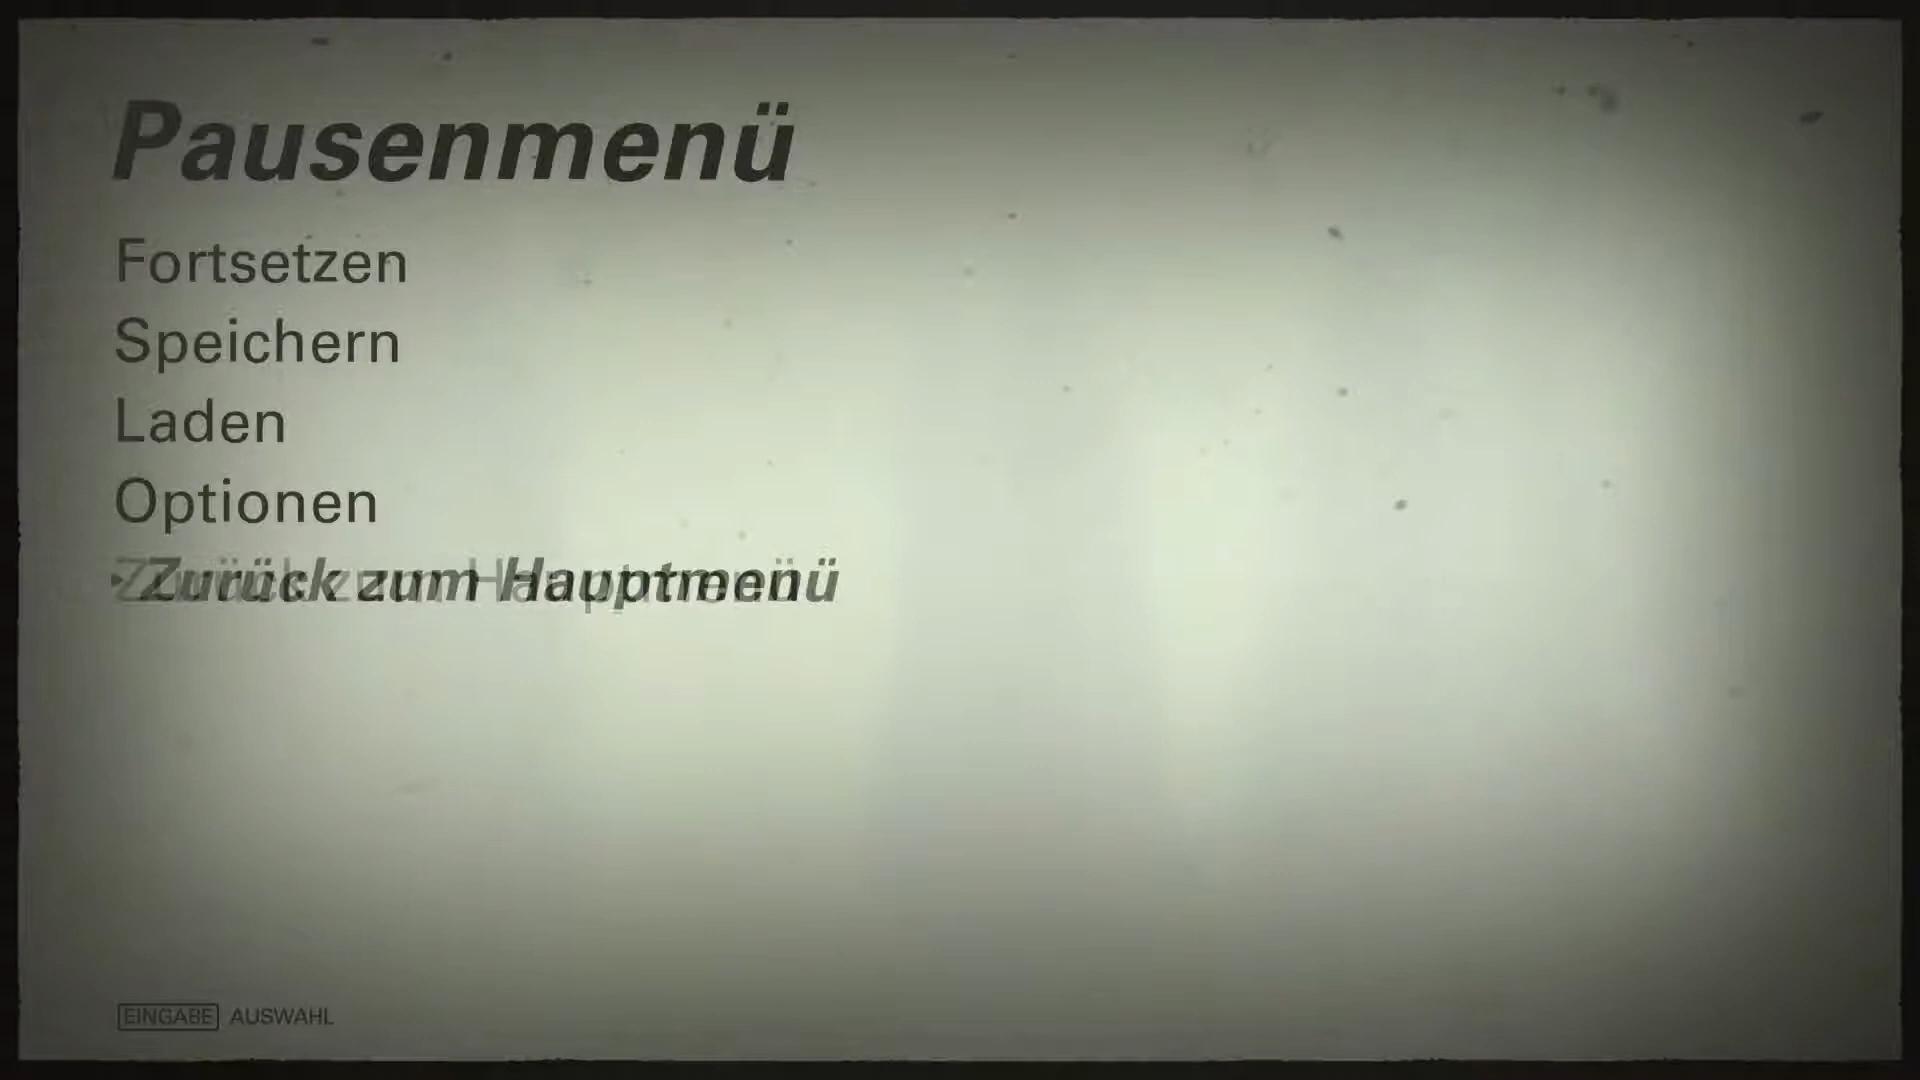 Pausenmenü
Fortsetzen
Speichern
Laden
Optionen
Zurück zum Hauptmenü
EINGABE AUSWAHL